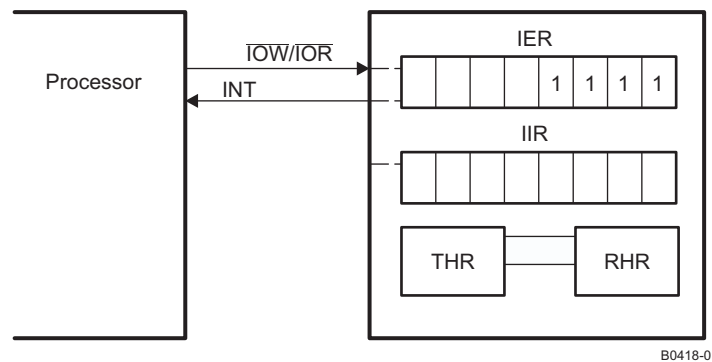 IER
IOW/IOR
Processor
1 1 1 1
INT
IIR
THR
RHR
B0418-0